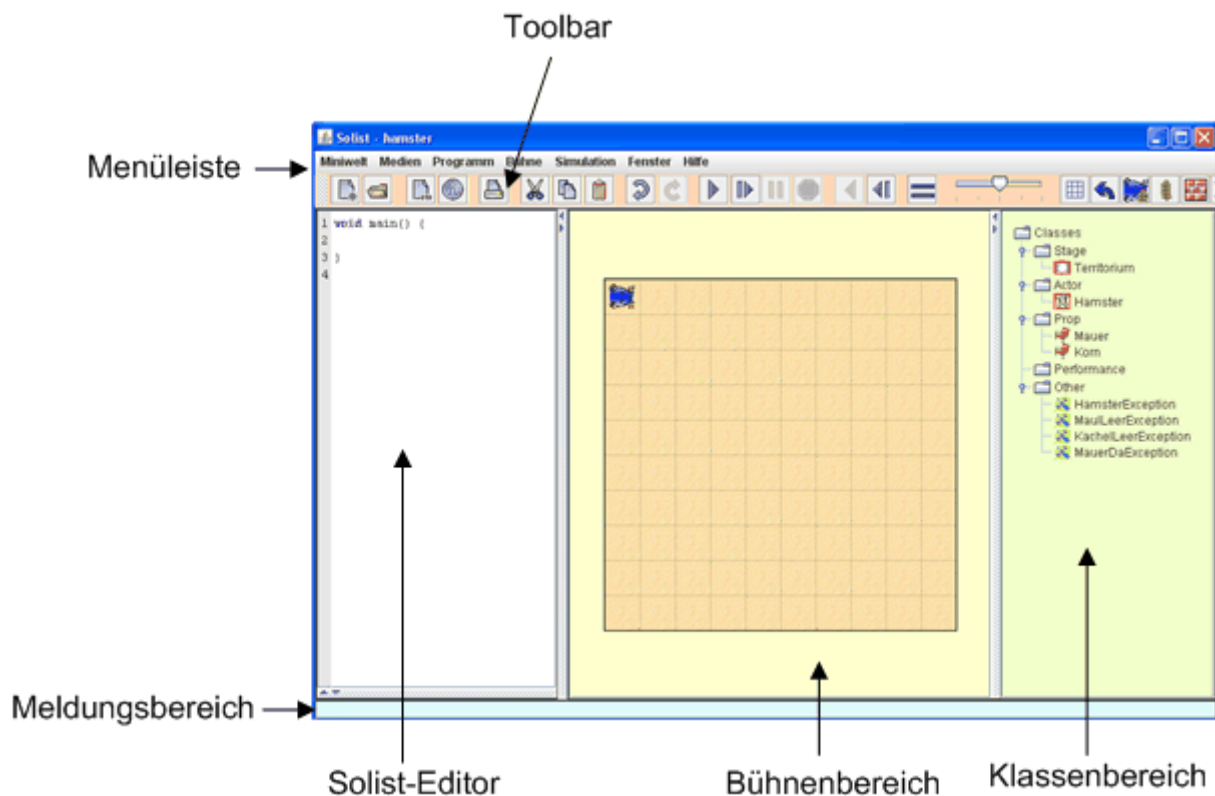 Toolbar
Solist - hamster
Menüleiste
Miniwelt Medien Programm Bühne Simulation Fenster Hilfe
1 void main() {
2
3 }
4
Classes
Stage
Territorium
Actor
Hamster
Prop
Mauer
Korn
Performance
Other
HamsterException
MaulLeerException
KachelLeerException
MauerDaException
Meldungsbereich
Solist-Editor
Bühnenbereich
Klassenbereich